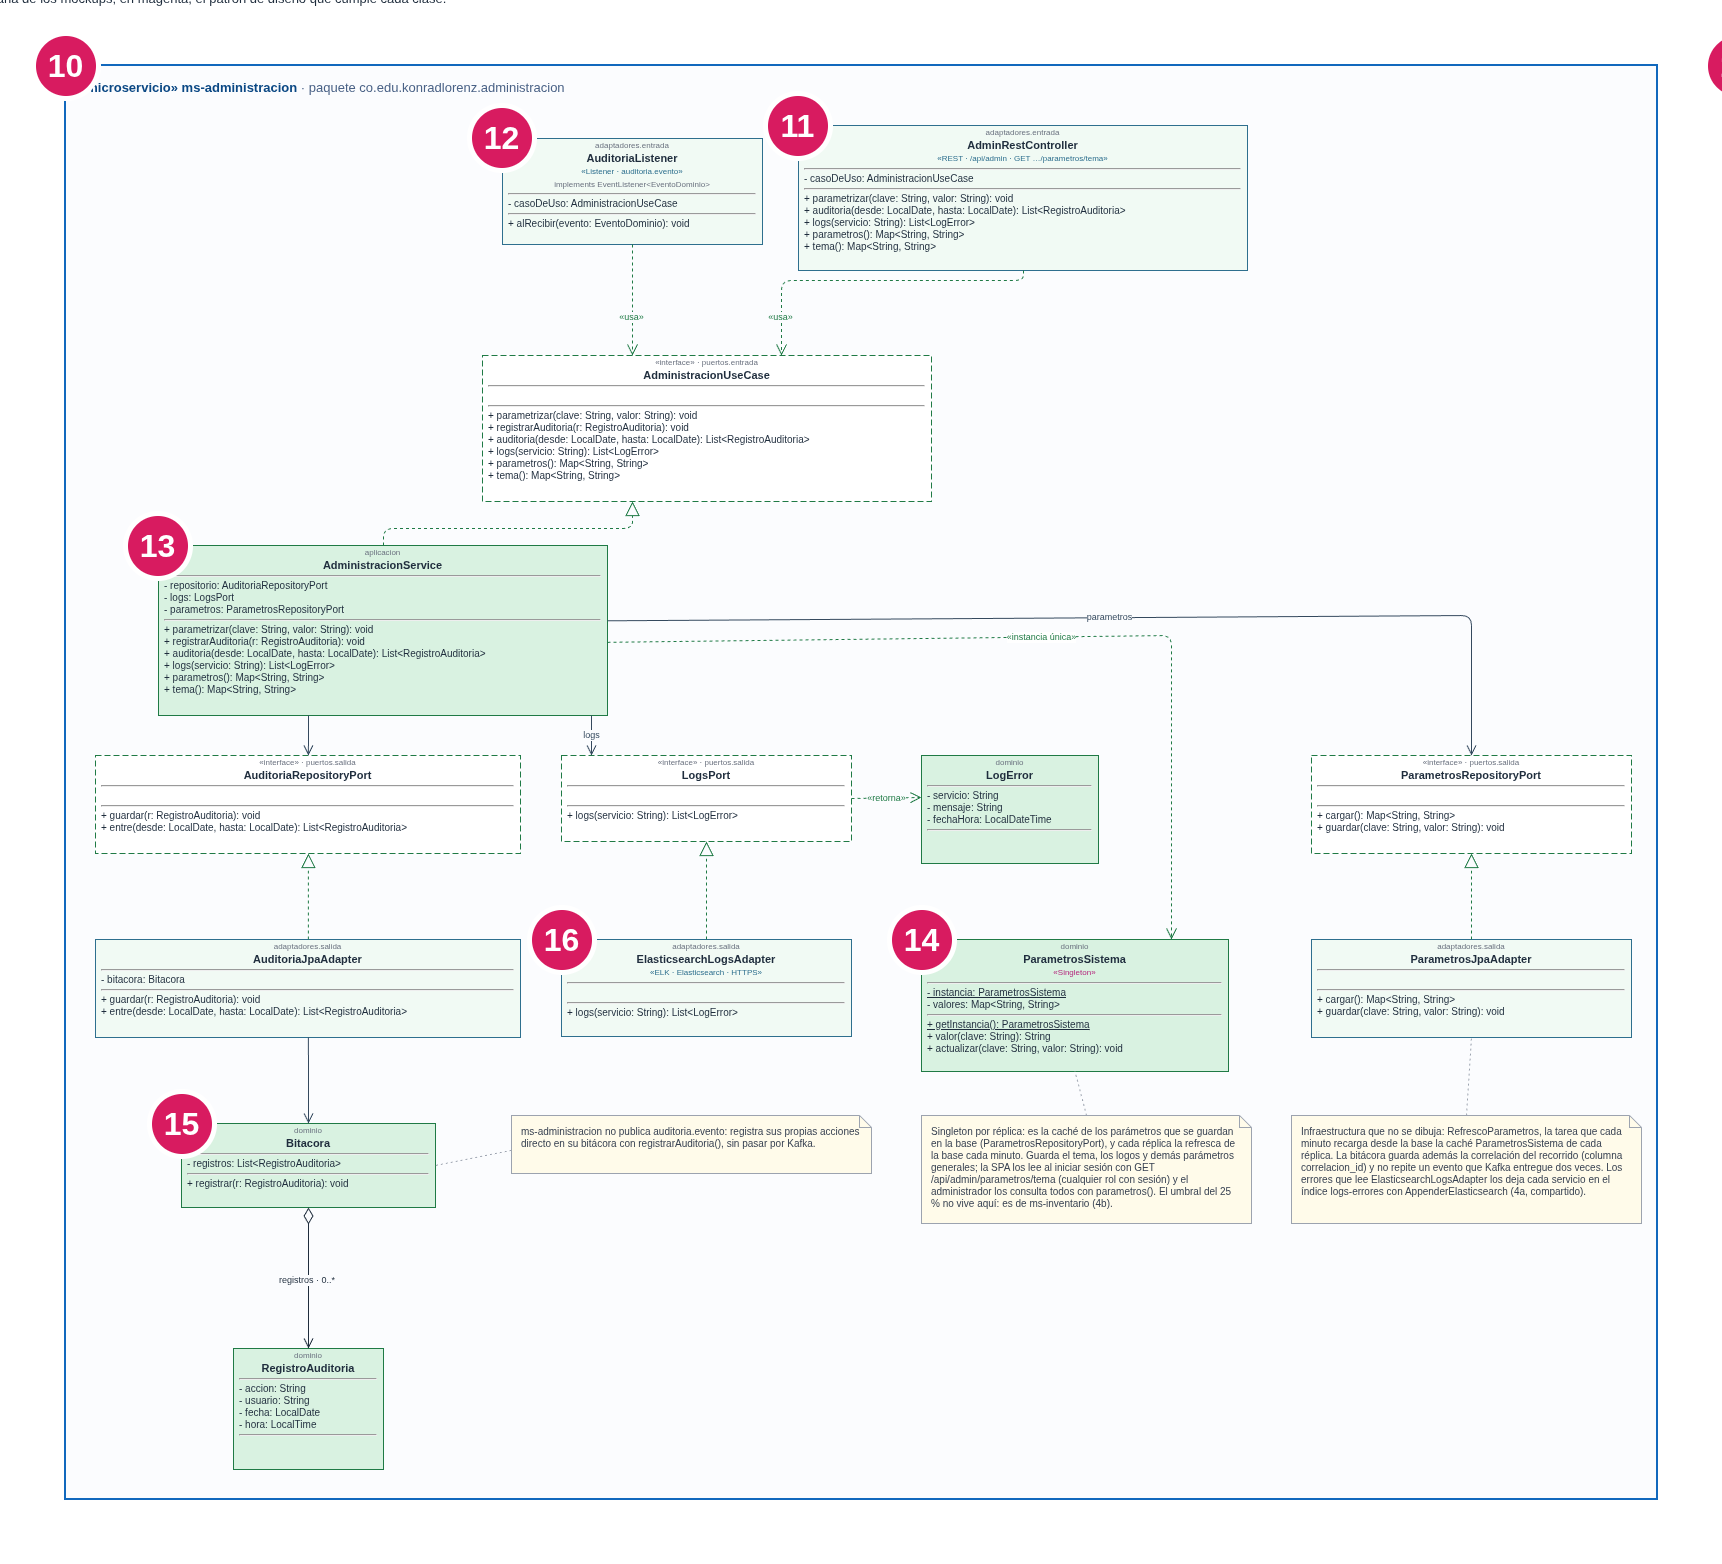 de los mockups; en magenta, el patrón de diseño que cumple cada clase.
10
«microservicio» ms-administracion · paquete co.edu.konradlorenz.administracion
12
adaptadores.entrada
AuditoriaListener
«Listener · auditoria.evento»
implements EventListener<EventoDominio>
- casoDeUso: AdministracionUseCase
+ alRecibir(evento: EventoDominio): void
11
adaptadores.entrada
AdminRestController
«REST · /api/admin · GET …/parametros/tema»
- casoDeUso: AdministracionUseCase
+ parametrizar(clave: String, valor: String): void
+ auditoria(desde: LocalDate, hasta: LocalDate): List<RegistroAuditoria>
+ logs(servicio: String): List<LogError>
+ parametros(): Map<String, String>
+ tema(): Map<String, String>
«usa»
«usa»
«interface» · puertos.entrada
AdministracionUseCase
+ parametrizar(clave: String, valor: String): void
+ registrarAuditoria(r: RegistroAuditoria): void
+ auditoria(desde: LocalDate, hasta: LocalDate): List<RegistroAuditoria>
+ logs(servicio: String): List<LogError>
+ parametros(): Map<String, String>
+ tema(): Map<String, String>
13
aplicacion
AdministracionService
- repositorio: AuditoriaRepositoryPort
- logs: LogsPort
- parametros: ParametrosRepositoryPort
+ parametrizar(clave: String, valor: String): void
+ registrarAuditoria(r: RegistroAuditoria): void
+ auditoria(desde: LocalDate, hasta: LocalDate): List<RegistroAuditoria>
+ logs(servicio: String): List<LogError>
+ parametros(): Map<String, String>
+ tema(): Map<String, String>
parametros
«instancia única»
logs
«interface» · puertos.salida
AuditoriaRepositoryPort
+ guardar(r: RegistroAuditoria): void
+ entre(desde: LocalDate, hasta: LocalDate): List<RegistroAuditoria>
«interface» · puertos.salida
LogsPort
+ logs(servicio: String): List<LogError>
«retorna»
dominio
LogError
- servicio: String
- mensaje: String
- fechaHora: LocalDateTime
«interface» · puertos.salida
ParametrosRepositoryPort
+ cargar(): Map<String, String>
+ guardar(clave: String, valor: String): void
adaptadores.salida
AuditoriaJpaAdapter
- bitacora: Bitacora
+ guardar(r: RegistroAuditoria): void
+ entre(desde: LocalDate, hasta: LocalDate): List<RegistroAuditoria>
16
adaptadores.salida
ElasticsearchLogsAdapter
«ELK · Elasticsearch · HTTPS»
+ logs(servicio: String): List<LogError>
14
dominio
ParametrosSistema
«Singleton»
- instancia: ParametrosSistema
- valores: Map<String, String>
+ getInstancia(): ParametrosSistema
+ valor(clave: String): String
+ actualizar(clave: String, valor: String): void
adaptadores.salida
ParametrosJpaAdapter
+ cargar(): Map<String, String>
+ guardar(clave: String, valor: String): void
15
dominio
Bitacora
- registros: List<RegistroAuditoria>
+ registrar(r: RegistroAuditoria): void
ms-administracion no publica auditoria.evento: registra sus propias acciones
directo en su bitácora con registrarAuditoria(), sin pasar por Kafka.
Singleton por réplica: es la caché de los parámetros que se guardan
en la base (ParametrosRepositoryPort), y cada réplica la refresca de
la base cada minuto. Guarda el tema, los logos y demás parámetros
generales; la SPA los lee al iniciar sesión con GET
/api/admin/parametros/tema (cualquier rol con sesión) y el
administrador los consulta todos con parametros(). El umbral del 25
% no vive aquí: es de ms-inventario (4b).
Infraestructura que no se dibuja: RefrescoParametros, la tarea que cada
minuto recarga desde la base la caché ParametrosSistema de cada
réplica. La bitácora guarda además la correlación del recorrido (columna
correlacion_id) y no repite un evento que Kafka entregue dos veces. Los
errores que lee ElasticsearchLogsAdapter los deja cada servicio en el
índice logs-errores con AppenderElasticsearch (4a, compartido).
registros · 0..*
dominio
RegistroAuditoria
- accion: String
- usuario: String
- fecha: LocalDate
- hora: LocalTime